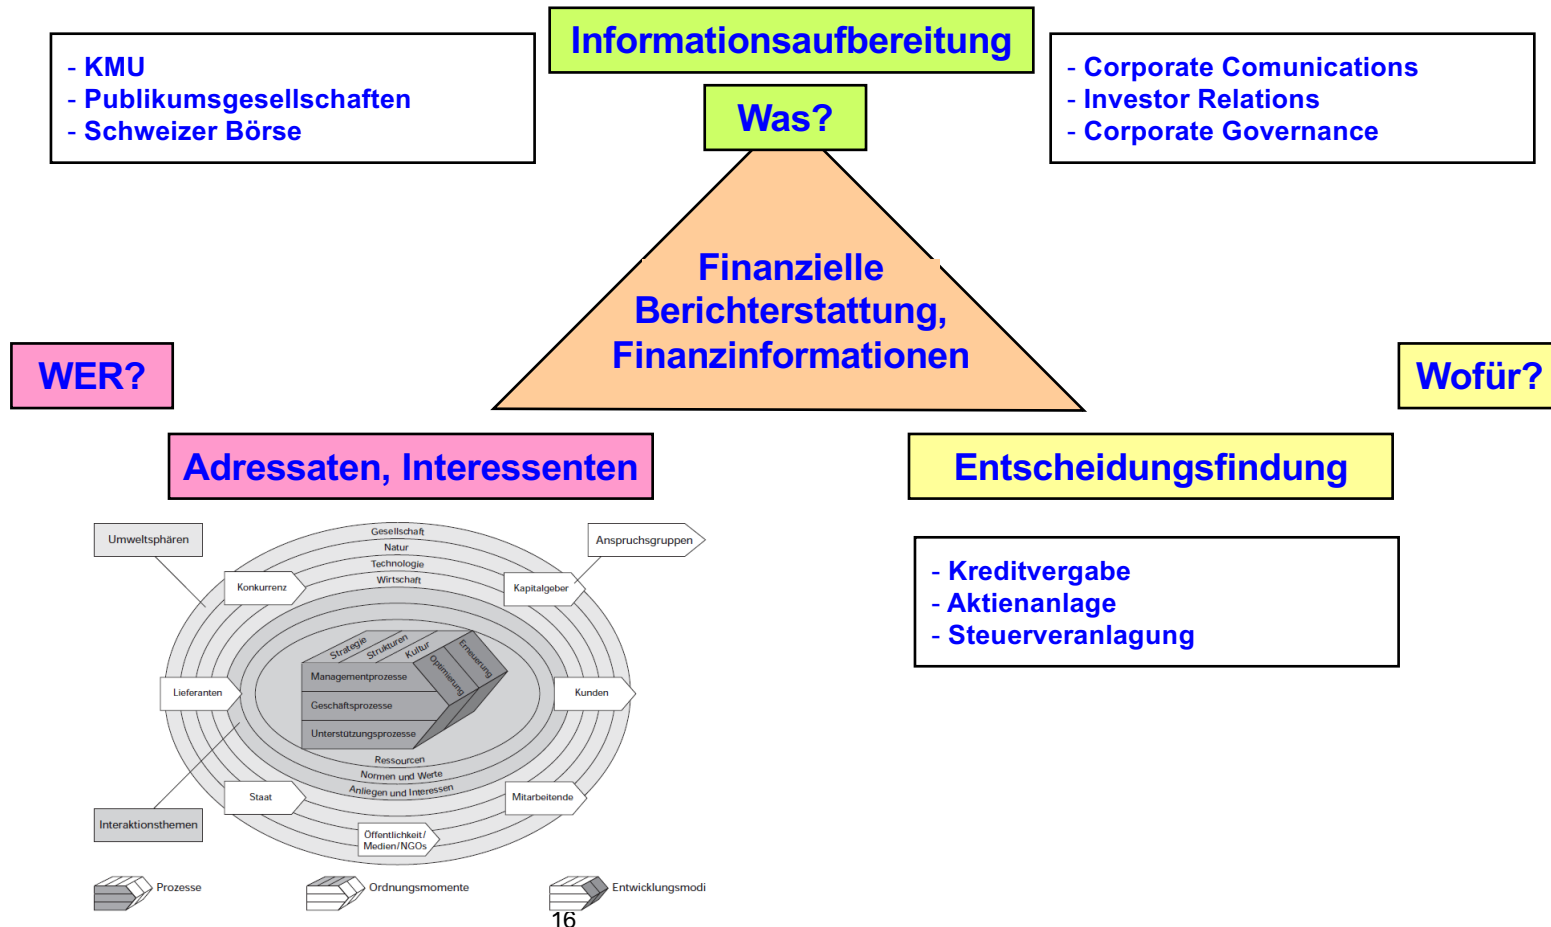 Informationsaufbereitung
- KMU
- Publikumsgesellschaften
- Schweizer Börse
Was?
- Corporate Comunications
- Investor Relations
- Corporate Governance
Finanzielle
Berichterstattung,
Finanzinformationen
WER?
Wofür?
Adressaten, Interessenten
Entscheidungsfindung
Umweltsphären
Gesellschaft
Natur
Technologie
Wirtschaft
Anspruchsgruppen
Konkurrenz
Kapitalgeber
Strategie
Strukturen
Kultur
Optimierung
Erneuerung
Managementprozesse
Geschäftsprozesse
Unterstützungsprozesse
Lieferanten
Kunden
Ressourcen
Normen und Werte
Anliegen und Interessen
Staat
Mitarbeitende
Interaktionsthemen
Öffentlichkeit/
Medien/NGOs
Prozesse
Ordnungsmomente
Entwicklungsmodi
- Kreditvergabe
- Aktienanlage
- Steuerveranlagung
16